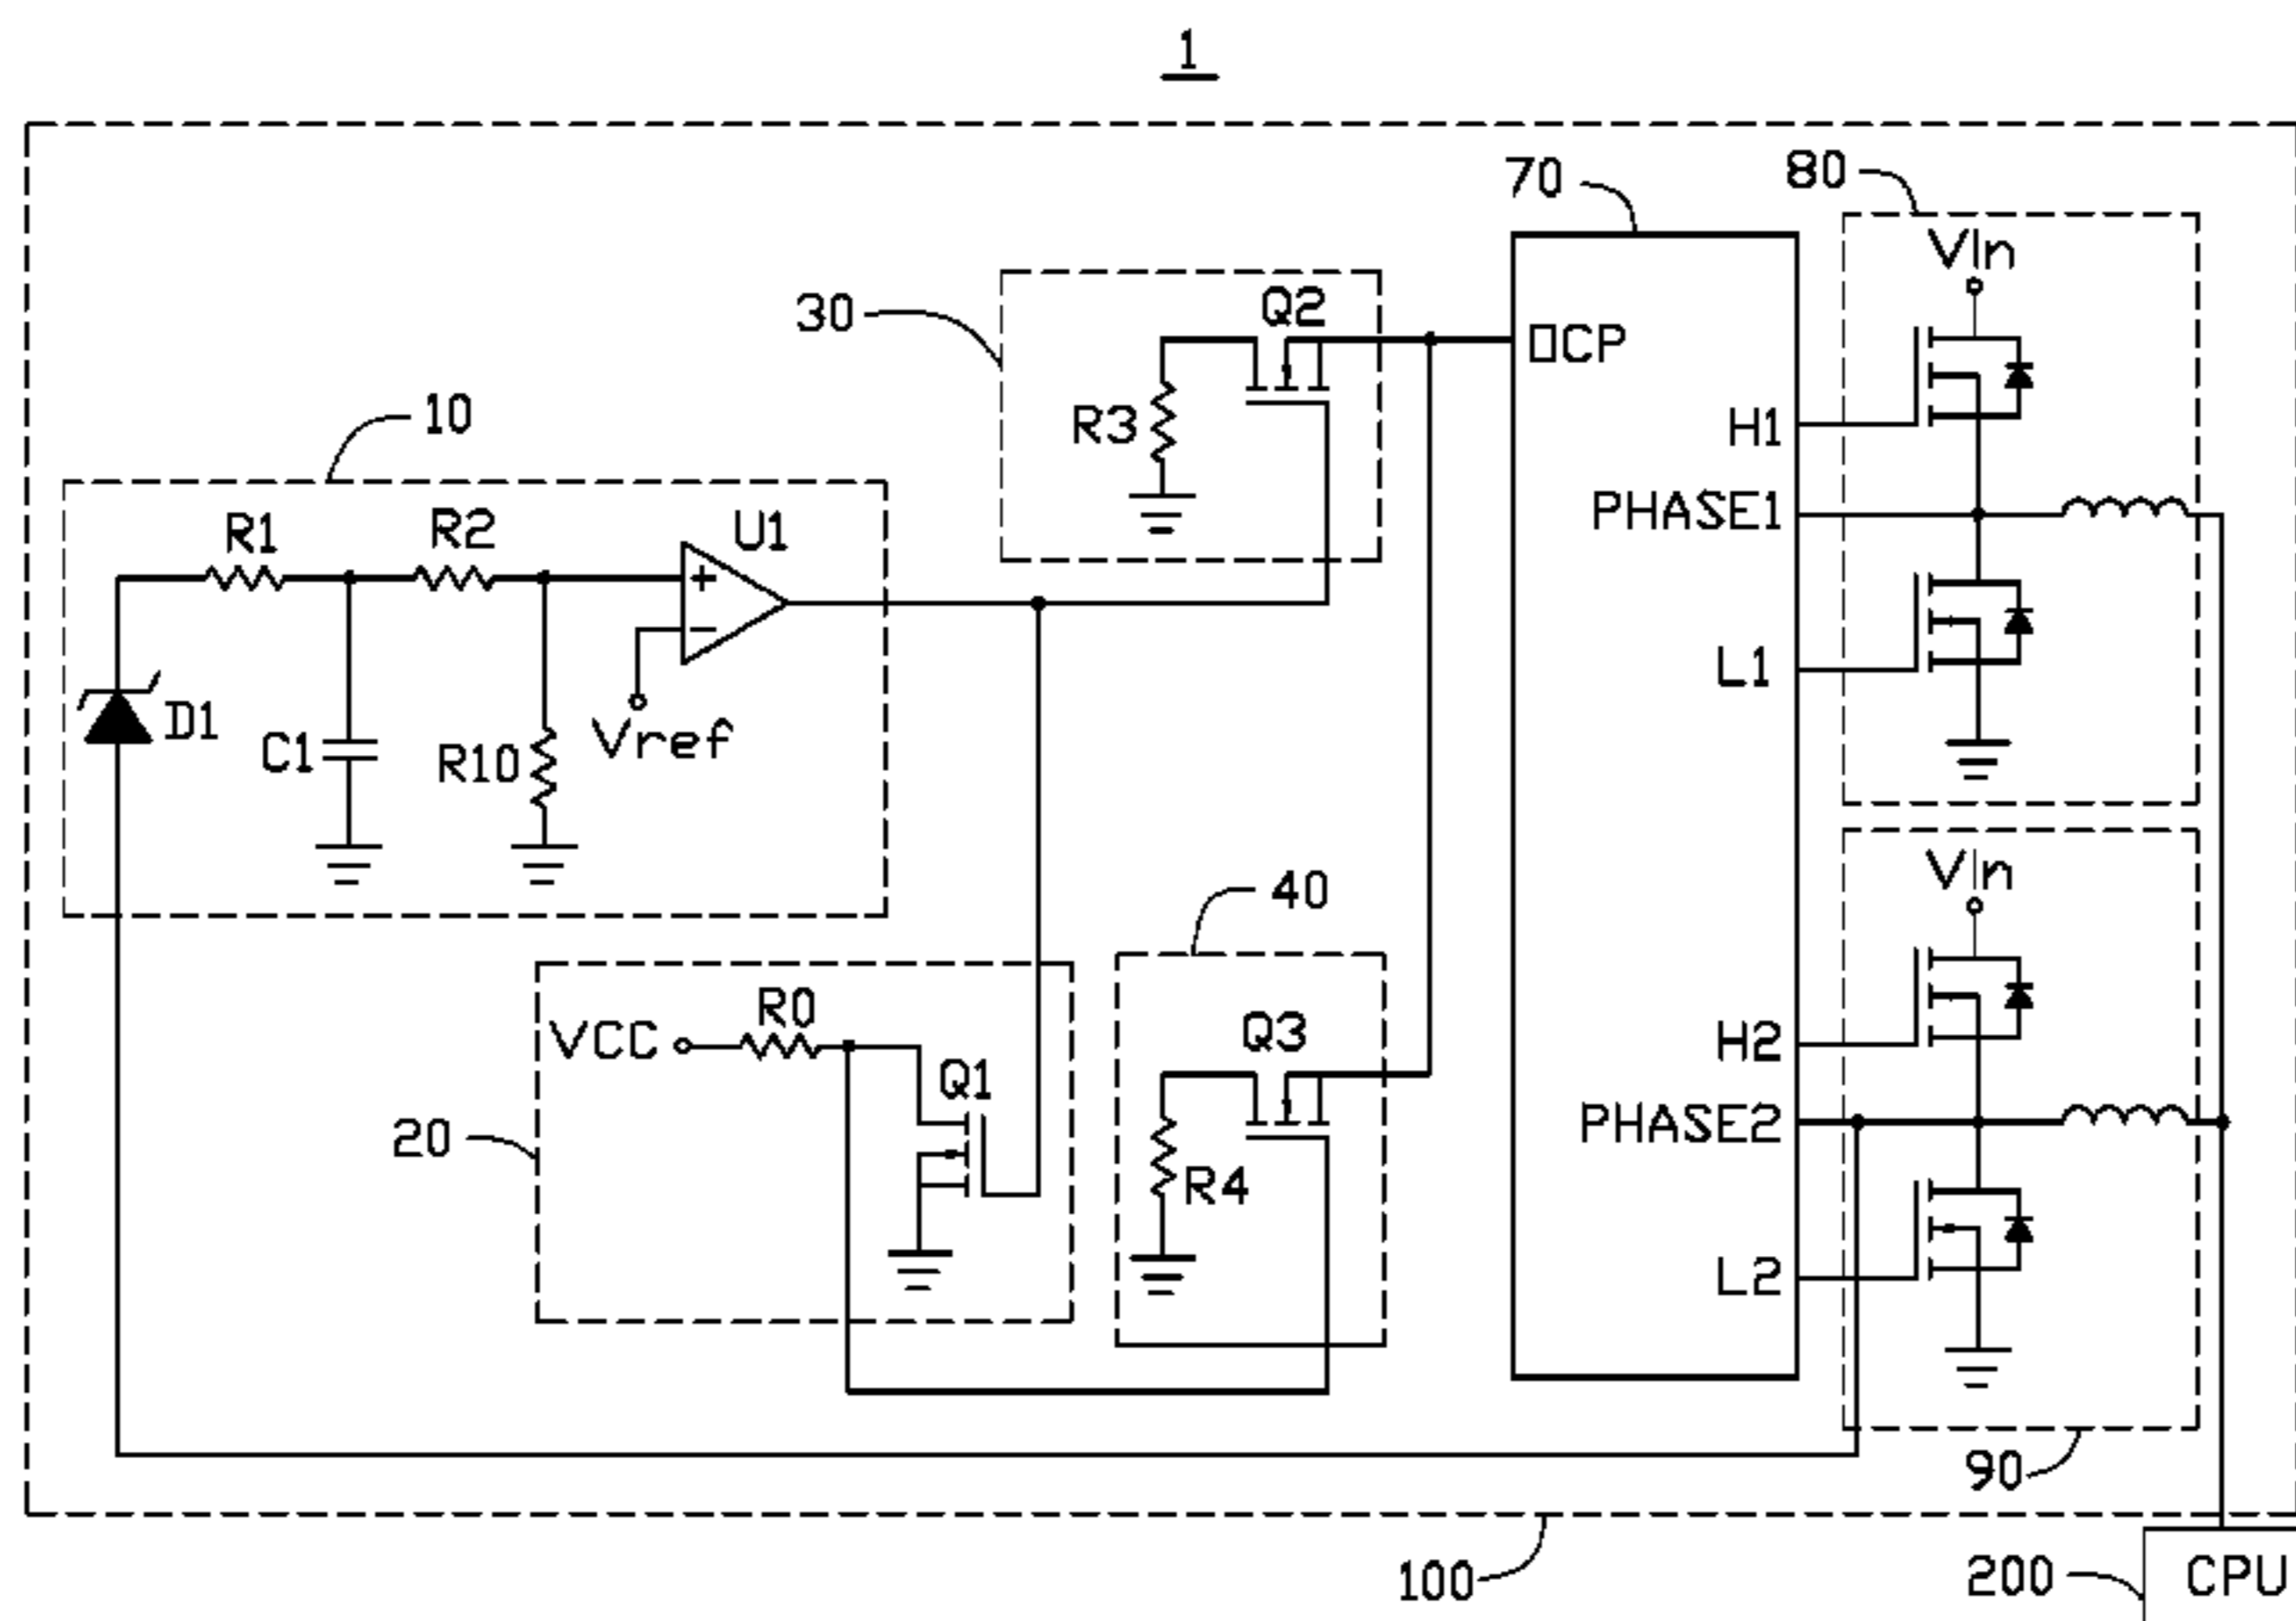 1
70
80
VIn
30
Q2
OCP
R3
10
H1
R1
R2
U1
PHASE1
L1
D1
C1
R10
Vref
40
VIn
VCC
R0
Q1
Q3
H2
20
R4
PHASE2
L2
90
100
200
CPU